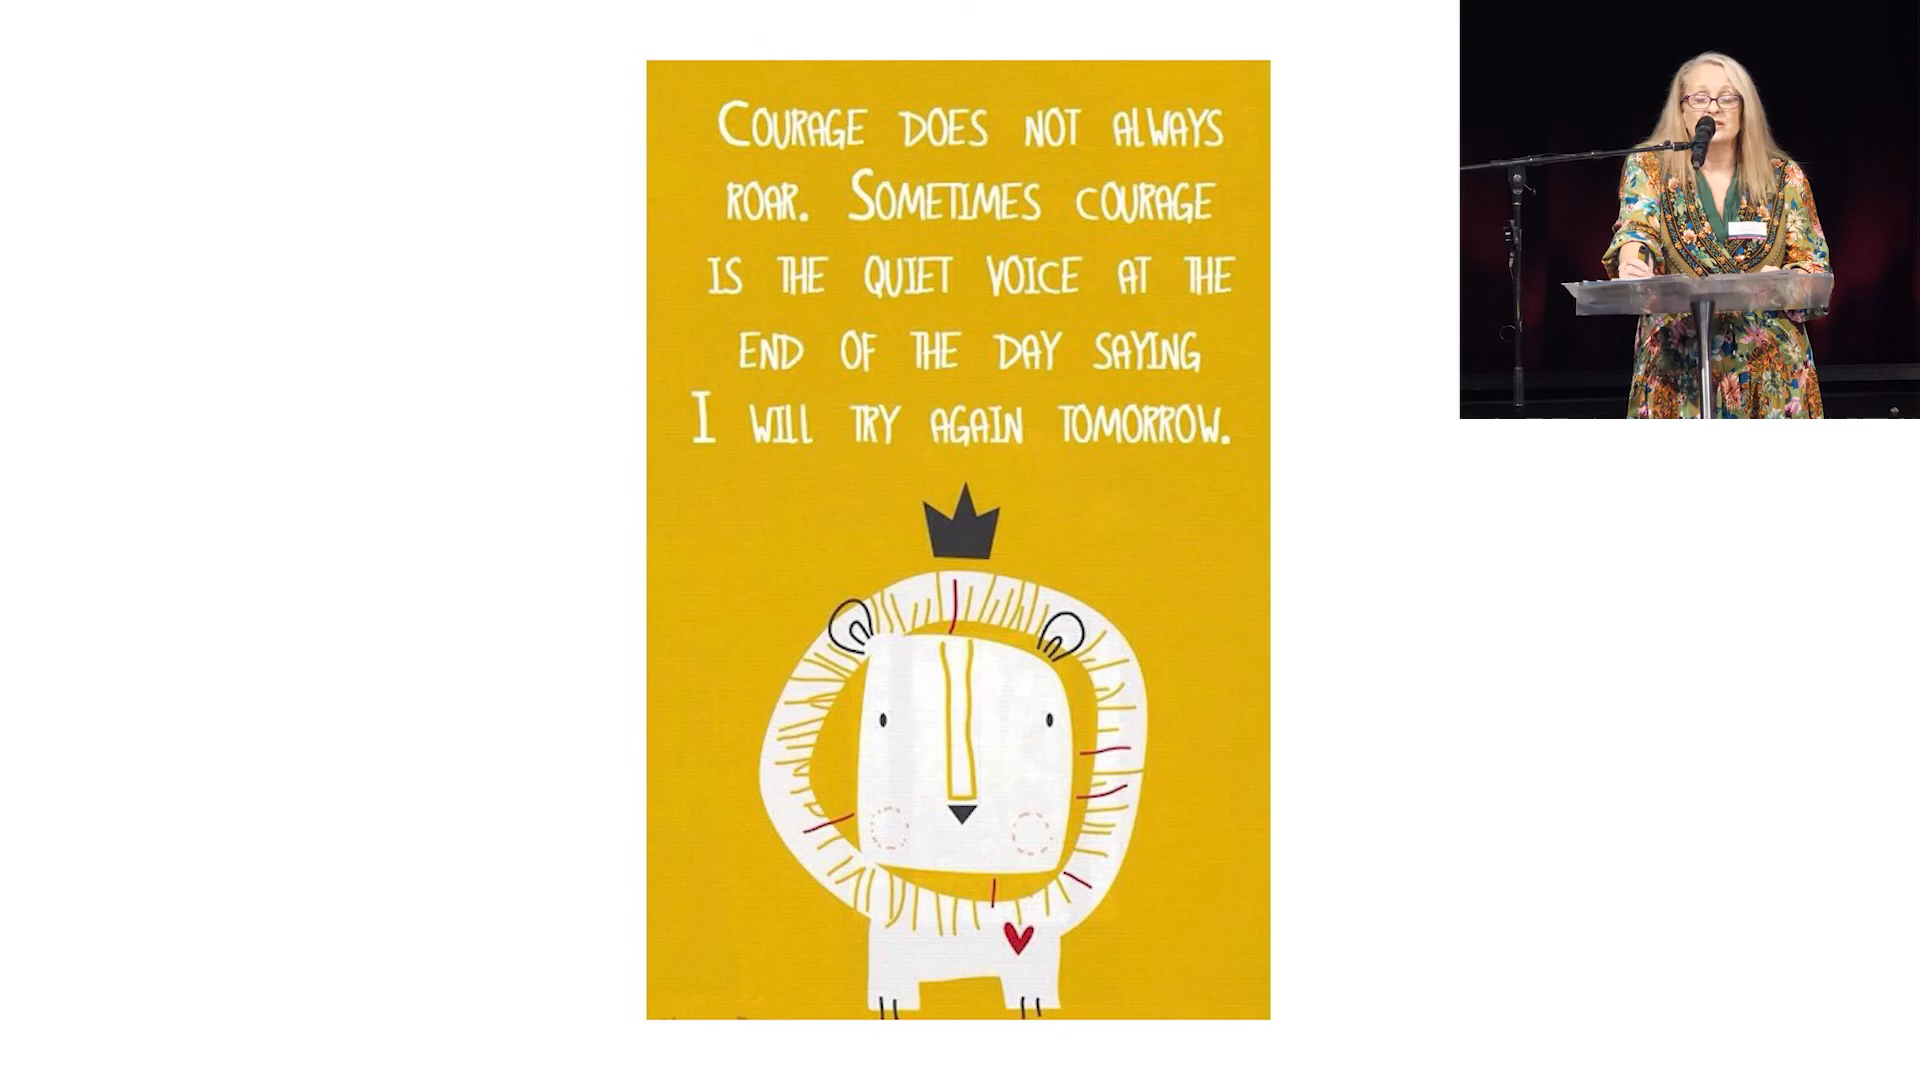 Courage does not always
roar. Sometimes courage
is the quiet voice at the
end of the day saying
I will try again tomorrow.